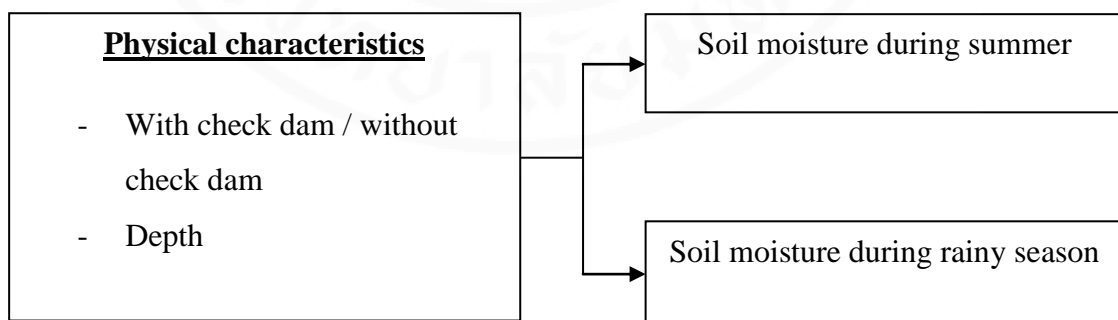 Physical characteristics
- With check dam / without
check dam
- Depth
Soil moisture during summer
Soil moisture during rainy season